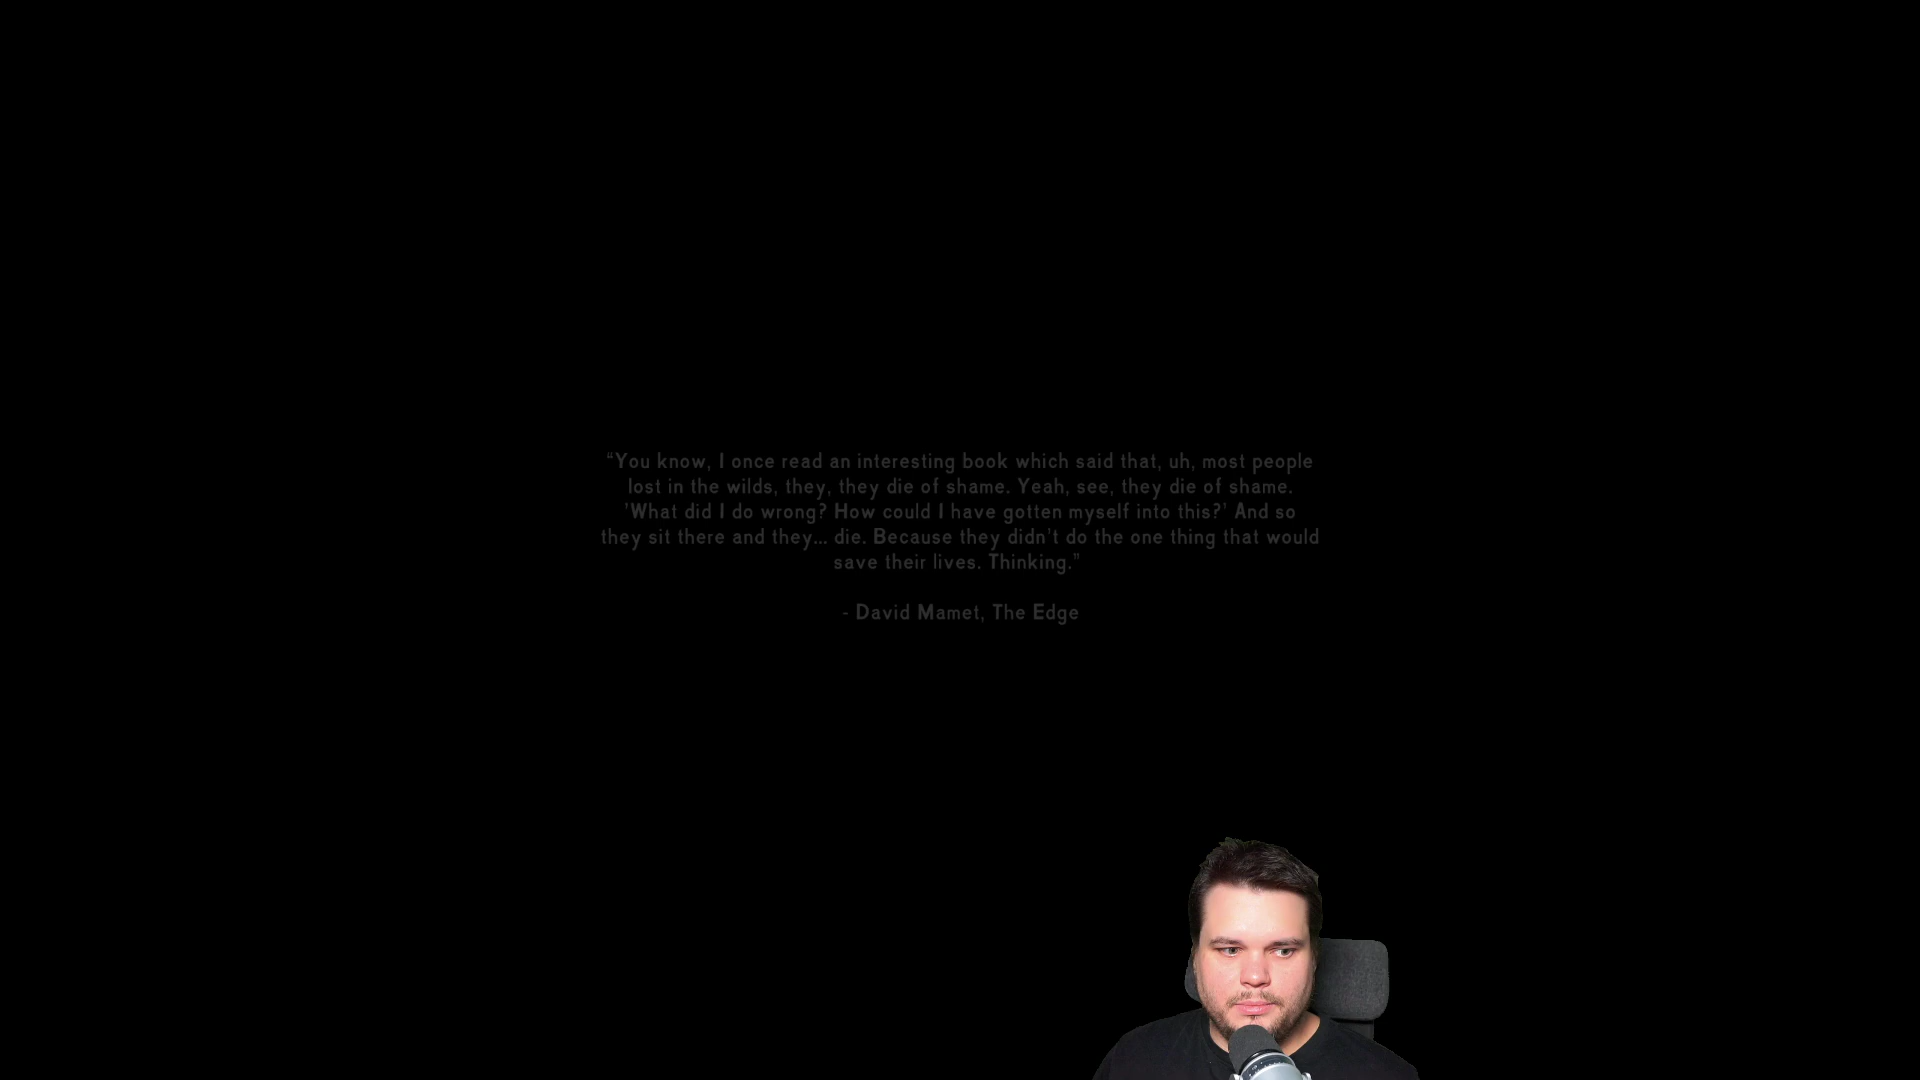 “You know, I once read an interesting book which said that, uh, most people
lost in the wilds, they, they die of shame. Yeah, see, they die of shame.
'What did I do wrong? How could I have gotten myself into this?' And so
they sit there and they... die. Because they didn't do the one thing that would
save their lives. Thinking.”
- David Mamet, The Edge